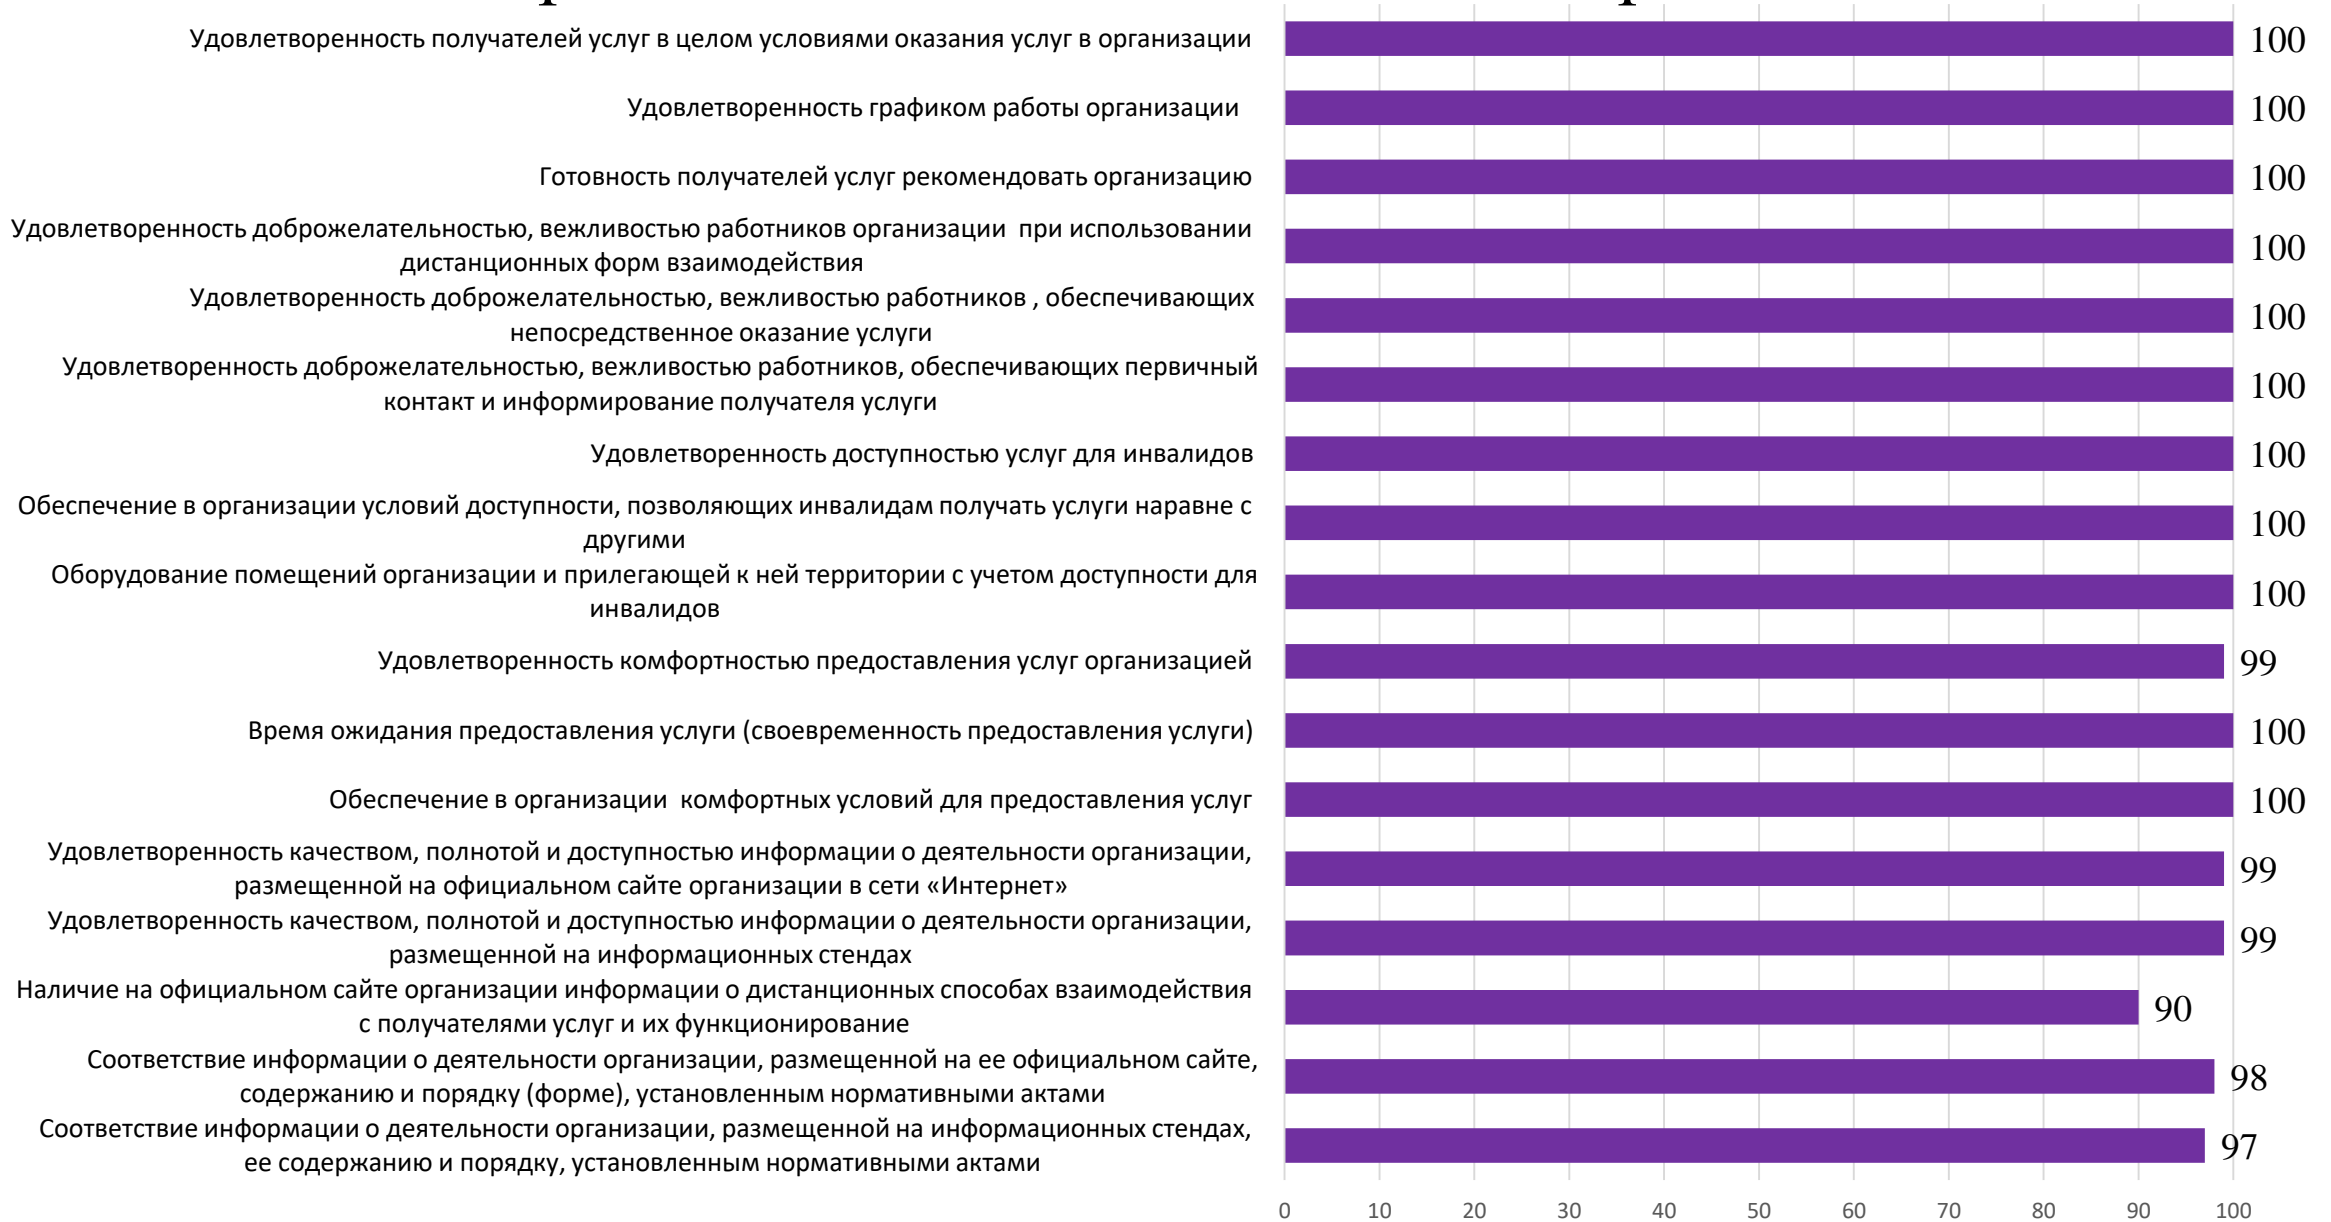 Удовлетворенность получателей услуг в целом условиями оказания услуг в организации
100
Удовлетворенность графиком работы организации
100
Готовность получателей услуг рекомендовать организацию
100
Удовлетворенность доброжелательностью, вежливостью работников организации при использовании
дистанционных форм взаимодействия
100
Удовлетворенность доброжелательностью, вежливостью работников , обеспечивающих
непосредственное оказание услуги
100
Удовлетворенность доброжелательностью, вежливостью работников, обеспечивающих первичный
контакт и информирование получателя услуги
100
Удовлетворенность доступностью услуг для инвалидов
100
Обеспечение в организации условий доступности, позволяющих инвалидам получать услуги наравне с
другими
100
Оборудование помещений организации и прилегающей к ней территории с учетом доступности для
инвалидов
100
Удовлетворенность комфортностью предоставления услуг организацией
99
Время ожидания предоставления услуги (своевременность предоставления услуги)
100
Обеспечение в организации комфортных условий для предоставления услуг
100
Удовлетворенность качеством, полнотой и доступностью информации о деятельности организации,
размещенной на официальном сайте организации в сети «Интернет»
99
Удовлетворенность качеством, полнотой и доступностью информации о деятельности организации,
размещенной на информационных стендах
99
Наличие на официальном сайте организации информации о дистанционных способах взаимодействия
с получателями услуг и их функционирование
90
Соответствие информации о деятельности организации, размещенной на ее официальном сайте,
содержанию и порядку (форме), установленным нормативными актами
98
Соответствие информации о деятельности организации, размещенной на информационных стендах,
ее содержанию и порядку, установленным нормативными актами
97
0 10 20 30 40 50 60 70 80 90 100